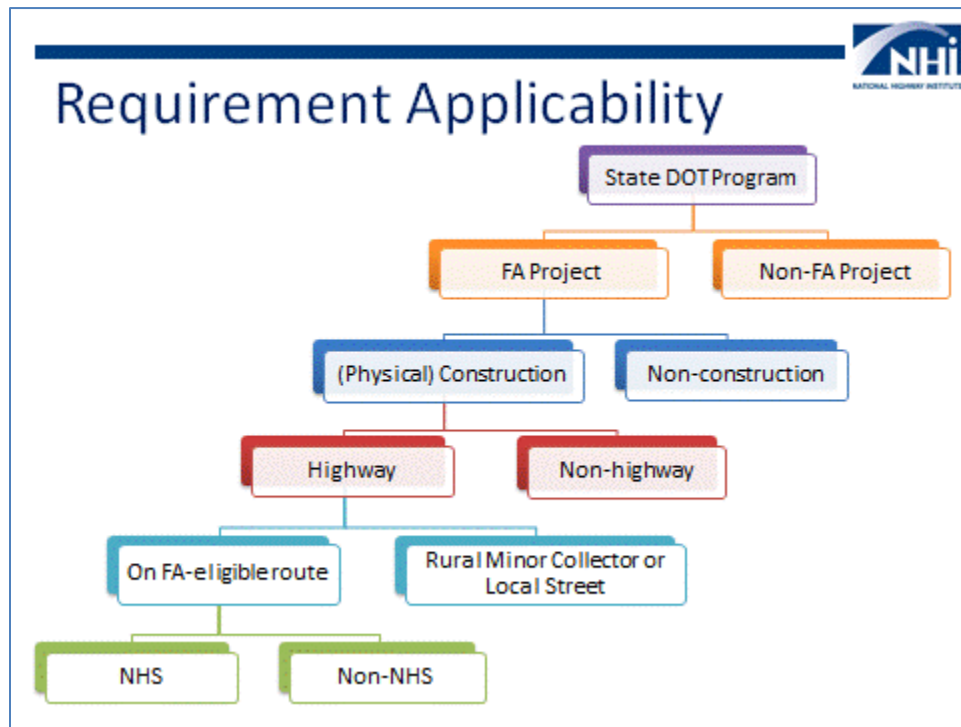 NHi
NATIONAL HIGHWAY INSTITUTE
Requirement Applicability
State DOT Program
FA Project
Non-FA Project
(Physical) Construction
Non-construction
Highway
Non-highway
On FA-eligible route
Rural Minor Collector or
Local Street
NHS
Non-NHS